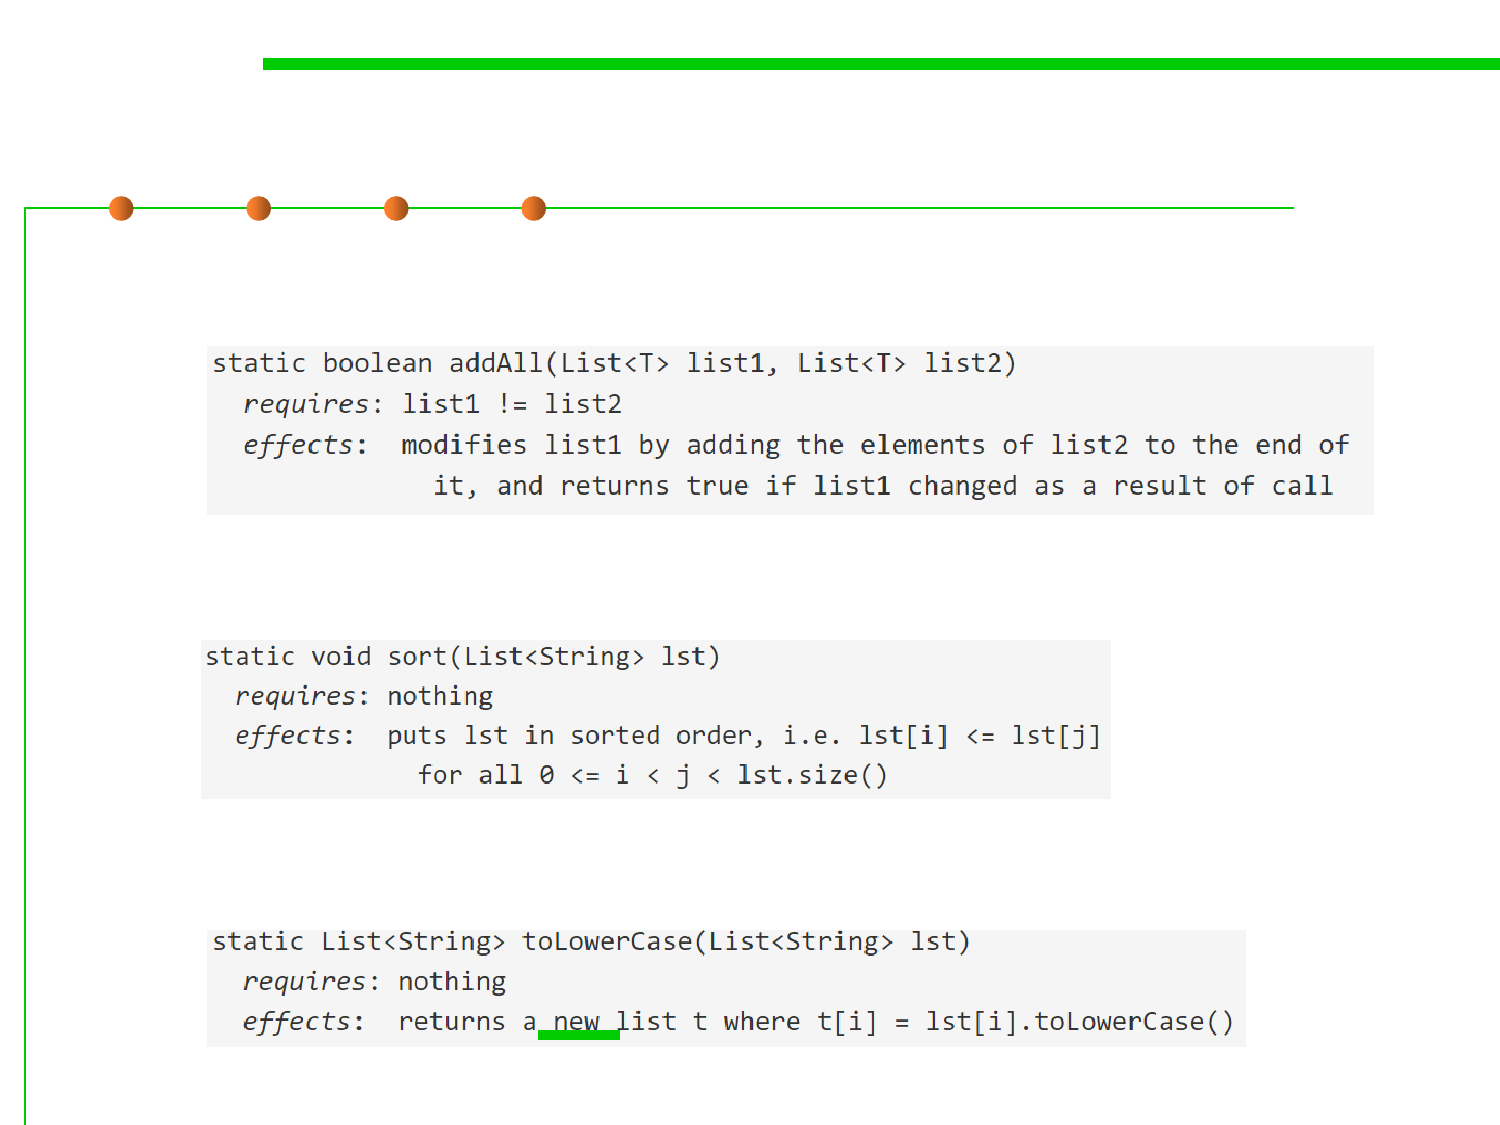 static boolean addAll(List<T> list1, List<T> list2)
requires: list1 != list2
effects: modifies list1 by adding the elements of list2 to the end of
it, and returns true if list1 changed as a result of call
static void sort(List<String> lst)
requires: nothing
effects: puts lst in sorted order, i.e. lst[i] <= lst[j]
for all 0 <= i < j < lst.size()
static List<String> toLowerCase(List<String> lst)
requires: nothing
effects: returns a new list t where t[i] = lst[i].toLowerCase()